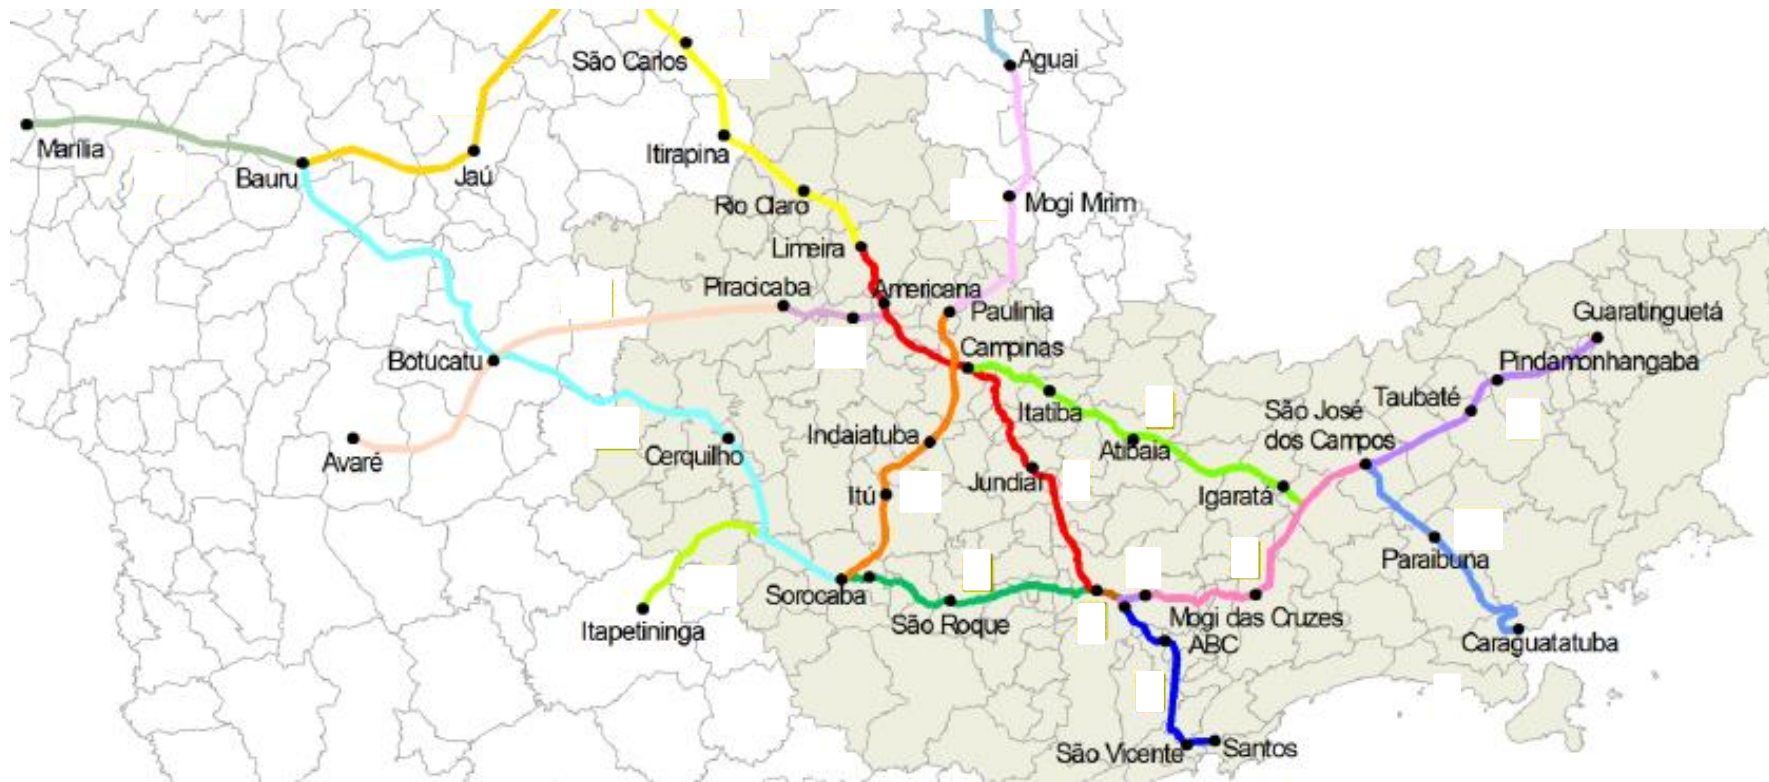 São Carlos
Aguai
Marília
Bauru
Jaú
Itirapina
Rio Claro
Mogi Mirim
Limeira
Piracicaba
Americana
Paulinia
Guaratinguetá
Botucatu
Campinas
Pindamonhangaba
Itatiba
Taubaté
São José
dos Campos
Avaré
Cerquilho
Indaiatuba
Atibaia
Itú
Jundiaí
Igaratá
Paraibuna
Itapetininga
Sorocaba
São Roque
Mogi das Cruzes
ABC
Caraguatatuba
São Vicente
Santos